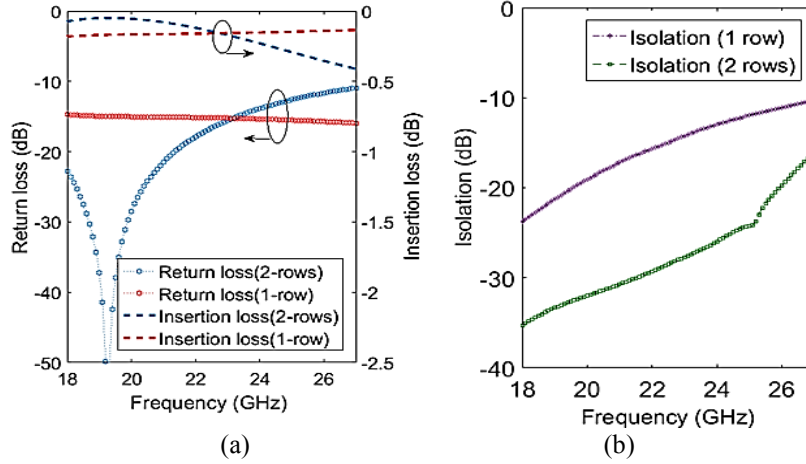 0
-10
-20
-30
-40
-50
Return loss (dB)
0
-0.5
-1
-1.5
-2
-2.5
Insertion loss (dB)
Return loss(2-rows)
Return loss(1-row)
Insertion loss(2-rows)
Insertion loss(1-row)
18 20 22 24 26
Frequency (GHz)
(a)
0
-10
-20
-30
-40
Isolation (dB)
Isolation (1 row)
Isolation (2 rows)
18 20 22 24 26
Frequency (GHz)
(b)